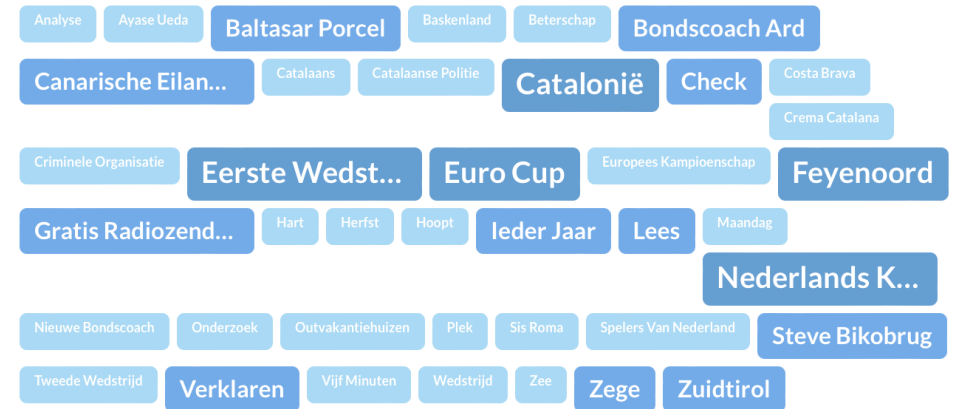 Analyse Ayase Ueda Baltasar Porcel Baskenland Beterschap Bondscoach Ard
Canarische Eilan... Catalaans Catalaanse Politie Catalonië Check Costa Brava
Crema Catalana
Criminele Organisatie Eerste Wedst... Euro Cup Europees Kampioenschap Feyenoord
Gratis Radiozend... Hart Herfst Hoopt Ieder Jaar Lees Maandag
Nederlands K...
Nieuwe Bondscoach Onderzoek Outvakantiehuizen Plek Sis Roma Spelers Van Nederland Steve Bikobrug
Tweede Wedstrijd Verklaren Vijf Minuten Wedstrijd Zee Zege Zuidtirol